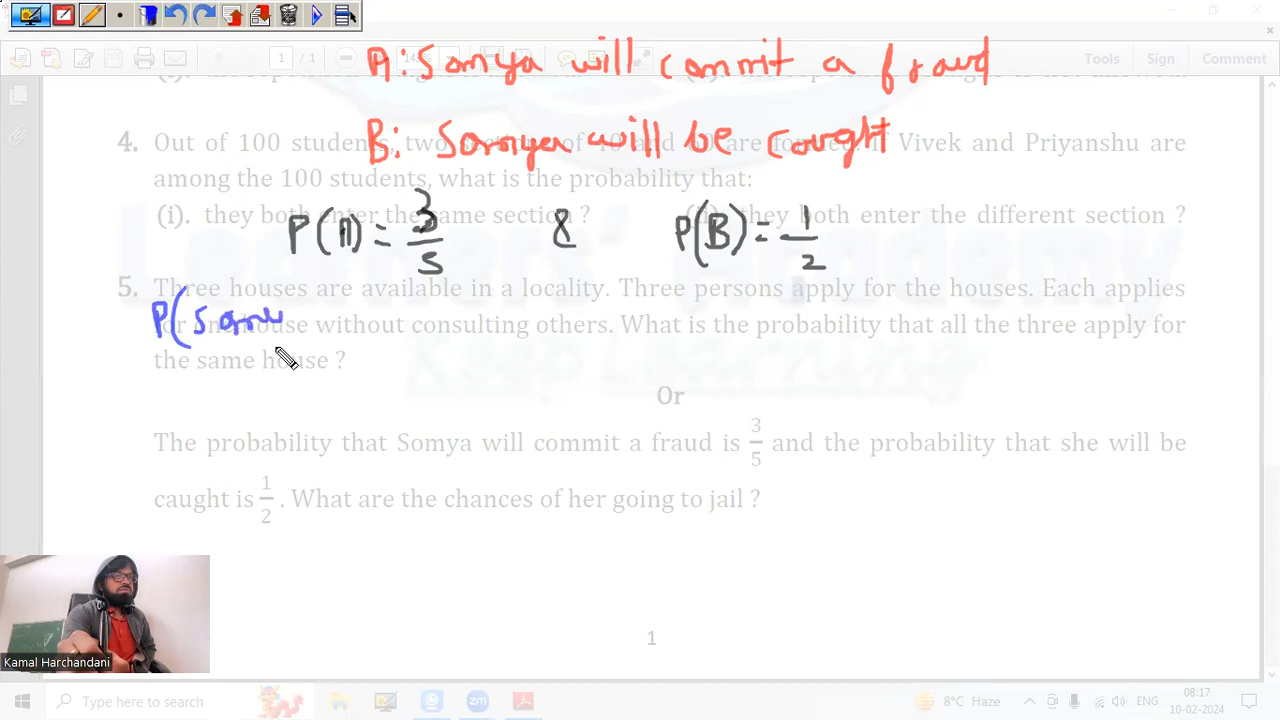 1 / 1
Tools Sign Comment
A: Somya will commit a fraud
B: Somya will be caught
4. Out of 100 students, two sections of 40 and 60 are formed. If Vivek and Priyanshu are
among the 100 students, what is the probability that:
(i). they both enter the same section ? (ii). they both enter the different section ?
P(A) = 3/5 & P(B) = 1/2
5. Three houses are available in a locality. Three persons apply for the houses. Each applies
for one house without consulting others. What is the probability that all the three apply for
the same house ?
P(Som
Or
The probability that Somya will commit a fraud is 3/5 and the probability that she will be
caught is 1/2 . What are the chances of her going to jail ?
1
Kamal Harchandani
Type here to search
8°C Haze
ENG
08:17
10-02-2024